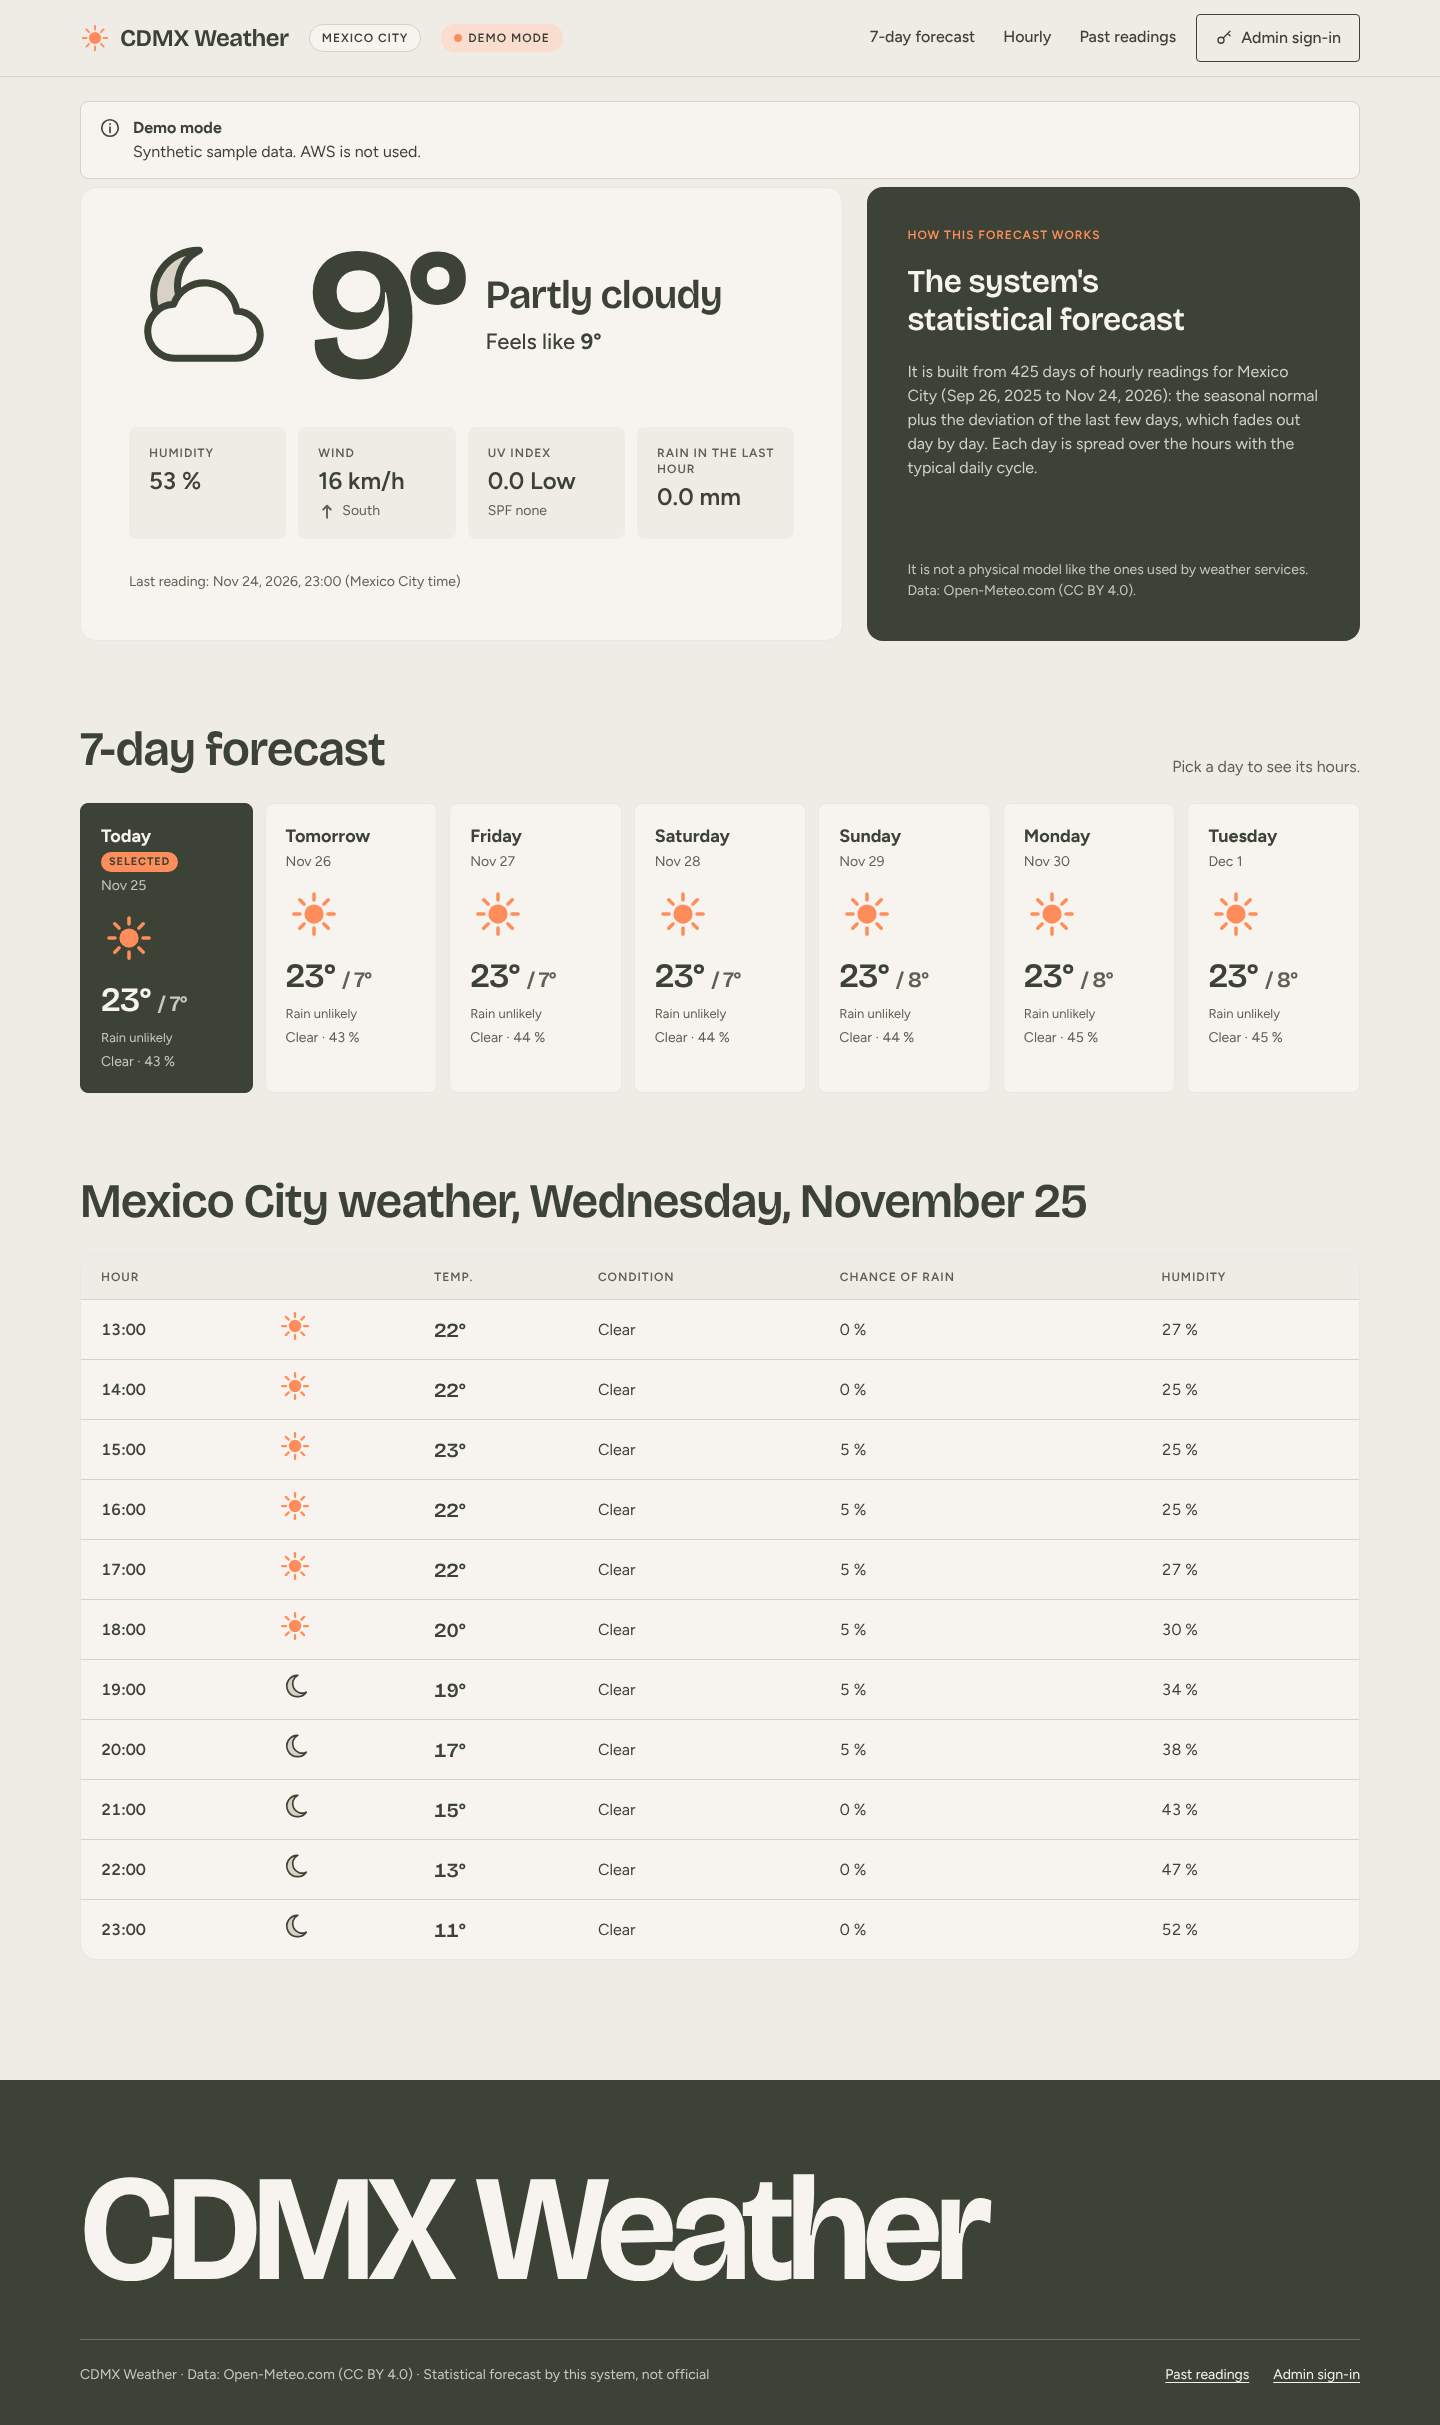 CDMX Weather
MEXICO CITY
DEMO MODE
7-day forecast
Hourly
Past readings
Admin sign-in
Demo mode
Synthetic sample data. AWS is not used.
9°
Partly cloudy
Feels like 9°
HUMIDITY
53 %
WIND
16 km/h
South
UV INDEX
0.0 Low
SPF none
RAIN IN THE LAST
HOUR
0.0 mm
Last reading: Nov 24, 2026, 23:00 (Mexico City time)
HOW THIS FORECAST WORKS
The system's
statistical forecast
It is built from 425 days of hourly readings for Mexico
City (Sep 26, 2025 to Nov 24, 2026): the seasonal normal
plus the deviation of the last few days, which fades out
day by day. Each day is spread over the hours with the
typical daily cycle.
It is not a physical model like the ones used by weather services.
Data: Open-Meteo.com (CC BY 4.0).
7-day forecast
Pick a day to see its hours.
Today
SELECTED
Nov 25
23° / 7°
Rain unlikely
Clear · 43 %
Tomorrow
Nov 26
23° / 7°
Rain unlikely
Clear · 43 %
Friday
Nov 27
23° / 7°
Rain unlikely
Clear · 44 %
Saturday
Nov 28
23° / 7°
Rain unlikely
Clear · 44 %
Sunday
Nov 29
23° / 8°
Rain unlikely
Clear · 44 %
Monday
Nov 30
23° / 8°
Rain unlikely
Clear · 45 %
Tuesday
Dec 1
23° / 8°
Rain unlikely
Clear · 45 %
Mexico City weather, Wednesday, November 25
HOUR TEMP. CONDITION CHANCE OF RAIN HUMIDITY
13:00 22° Clear 0 % 27 %
14:00 22° Clear 0 % 25 %
15:00 23° Clear 5 % 25 %
16:00 22° Clear 5 % 25 %
17:00 22° Clear 5 % 27 %
18:00 20° Clear 5 % 30 %
19:00 19° Clear 5 % 34 %
20:00 17° Clear 5 % 38 %
21:00 15° Clear 0 % 43 %
22:00 13° Clear 0 % 47 %
23:00 11° Clear 0 % 52 %
CDMX Weather
CDMX Weather · Data: Open-Meteo.com (CC BY 4.0) · Statistical forecast by this system, not official
Past readings
Admin sign-in